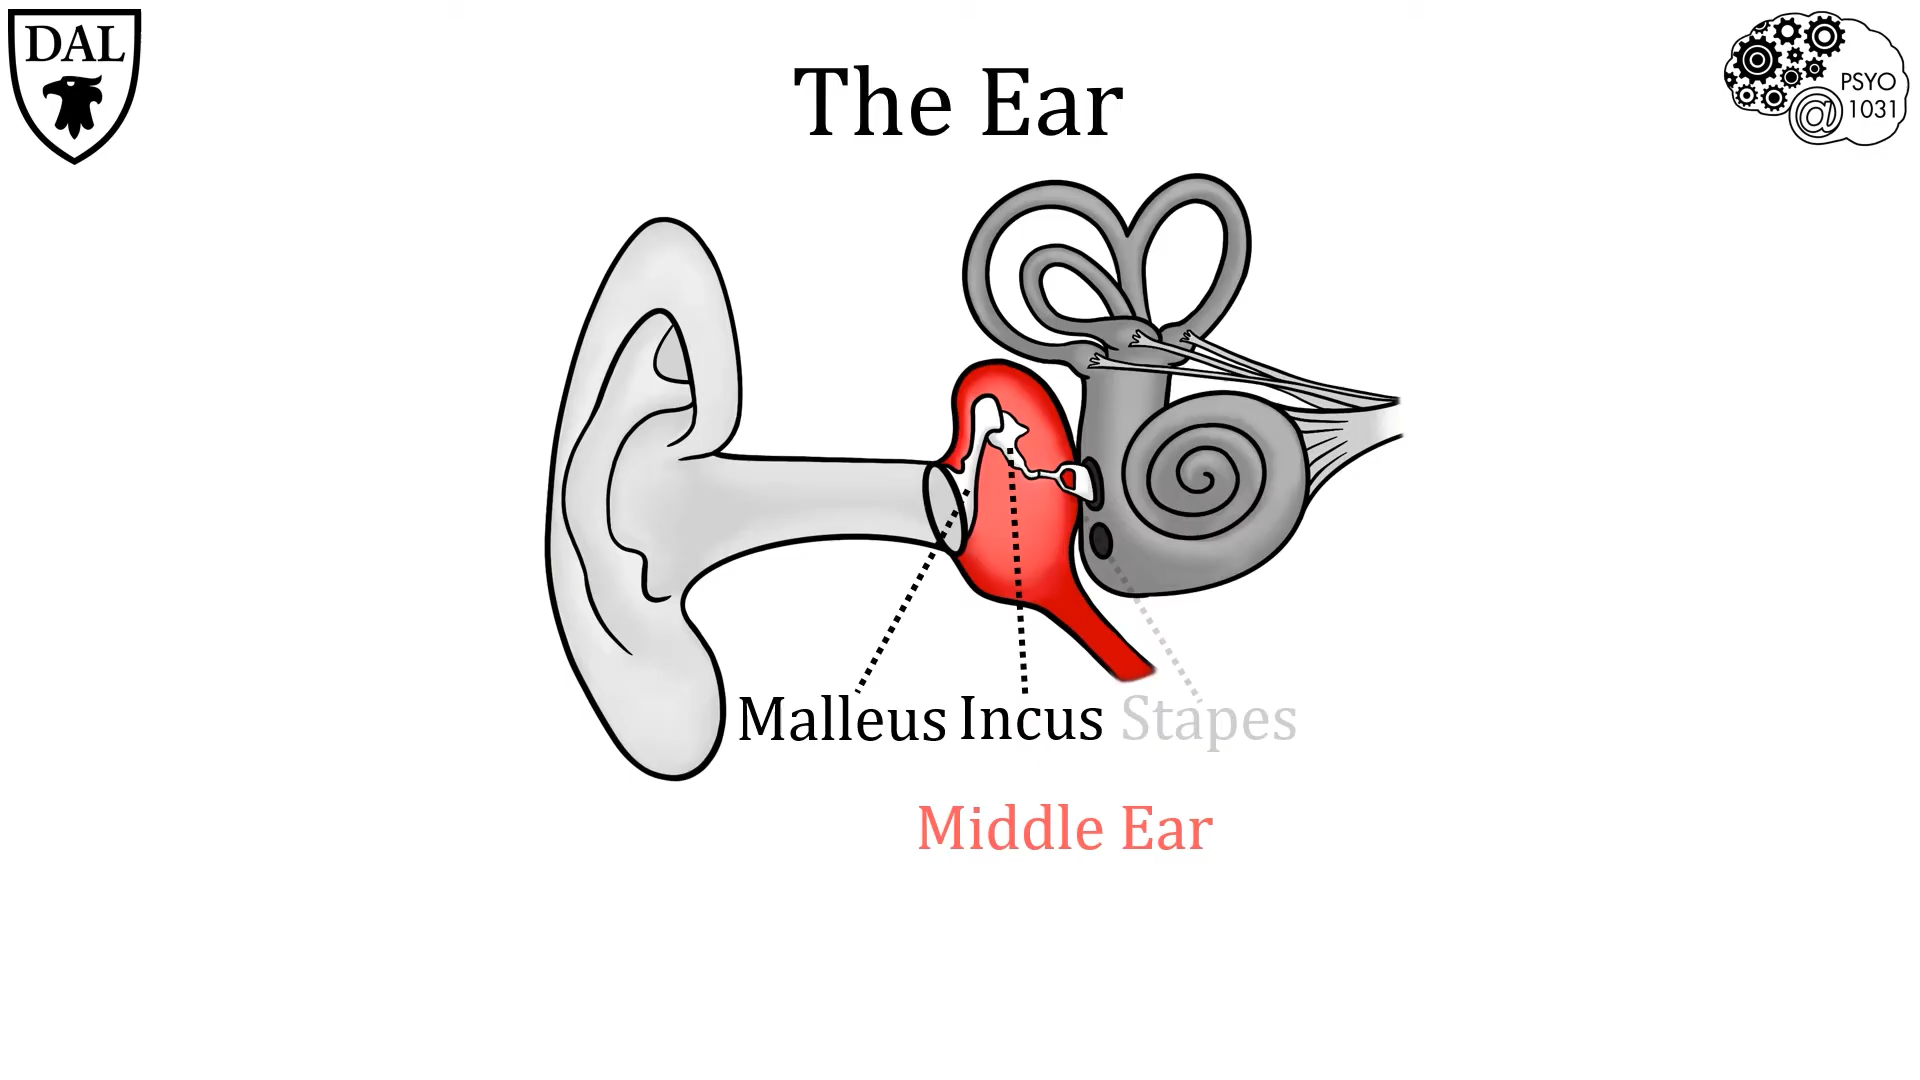 DAL
The Ear
PSYO
@ 1031
Malleus Incus Stapes
Middle Ear